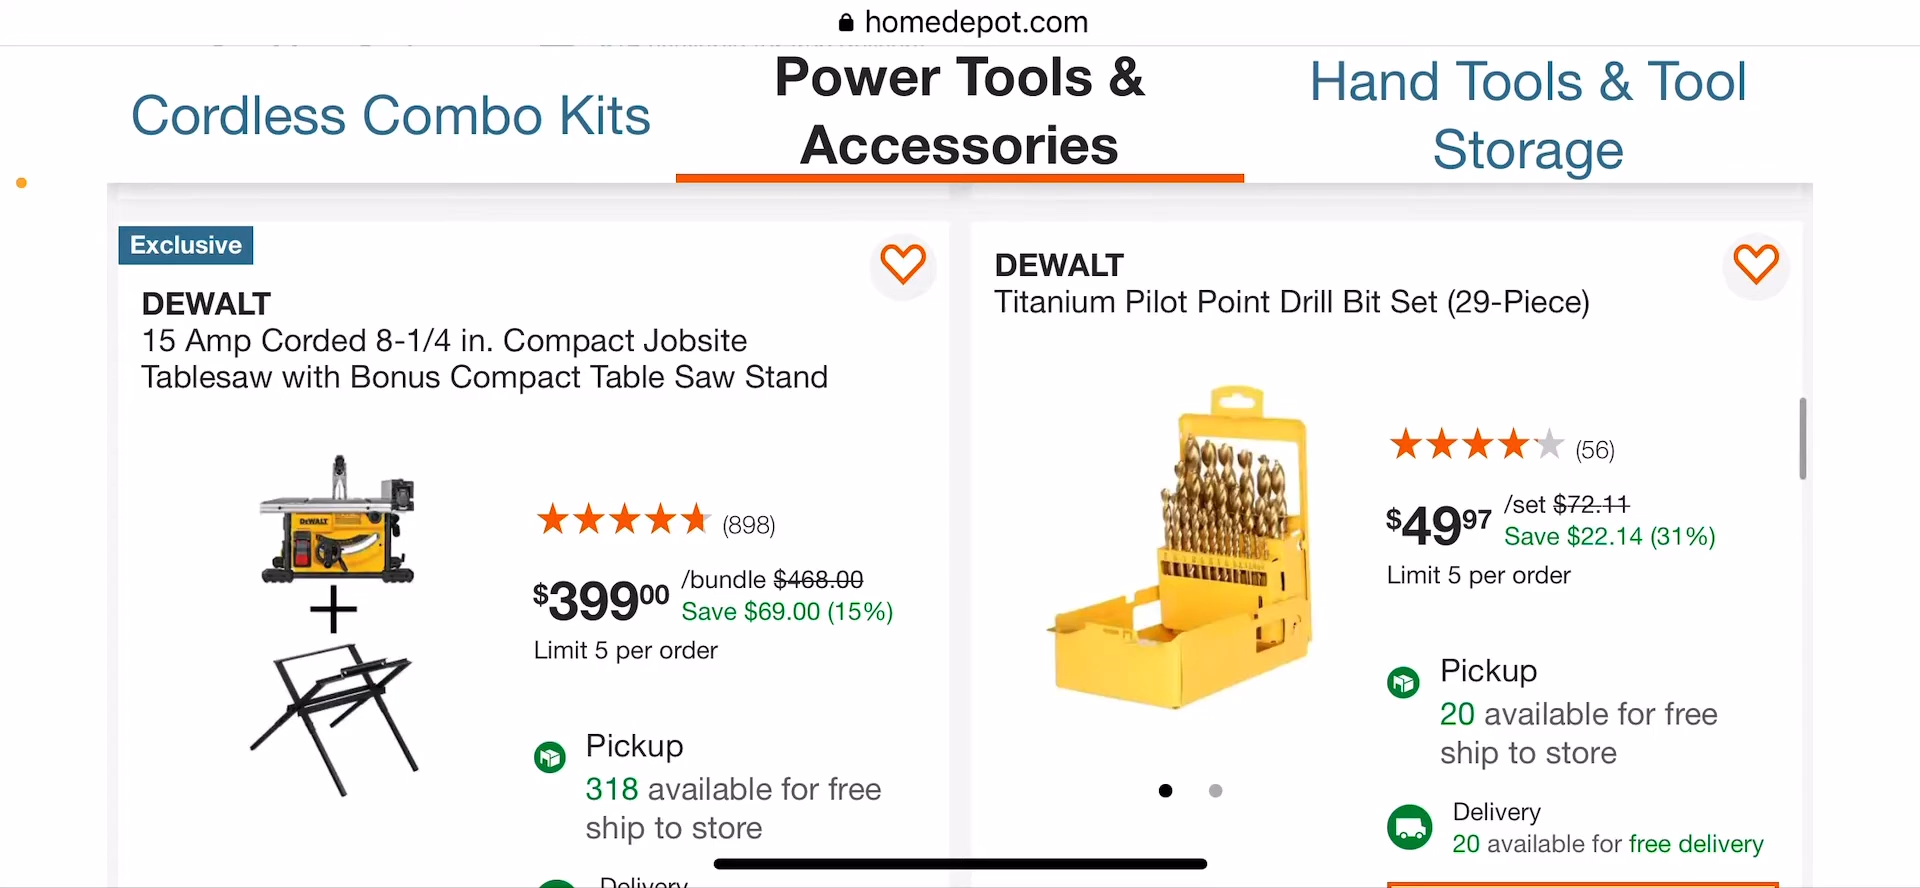 homedepot.com
Cordless Combo Kits
Power Tools &
Accessories
Hand Tools & Tool
Storage
Exclusive
DEWALT
15 Amp Corded 8-1/4 in. Compact Jobsite
Tablesaw with Bonus Compact Table Saw Stand
DEWALT
(898)
$39900 /bundle $468.00
Save $69.00 (15%)
Limit 5 per order
Pickup
318 available for free
ship to store
Delivery
DEWALT
Titanium Pilot Point Drill Bit Set (29-Piece)
(56)
$4997 /set $72.11
Save $22.14 (31%)
Limit 5 per order
Pickup
20 available for free
ship to store
Delivery
20 available for free delivery